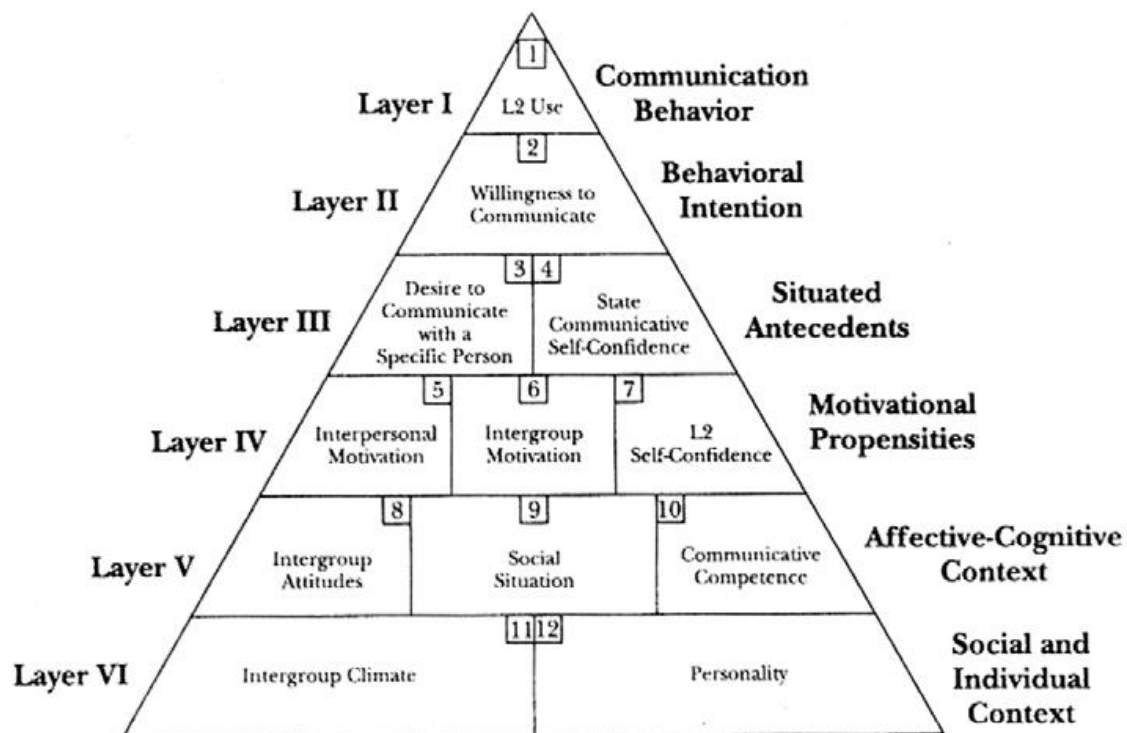 1
Layer I
L2 Use
Communication
Behavior
2
Layer II
Willingness to
Communicate
Behavioral
Intention
3 4
Layer III
Desire to
Communicate
with a
Specific Person
State
Communicative
Self-Confidence
Situated
Antecedents
5 6 7
Layer IV
Interpersonal
Motivation
Intergroup
Motivation
L2
Self-Confidence
Motivational
Propensities
8 9 10
Layer V
Intergroup
Attitudes
Social
Situation
Communicative
Competence
Affective-Cognitive
Context
11 12
Layer VI
Intergroup Climate
Personality
Social and
Individual
Context